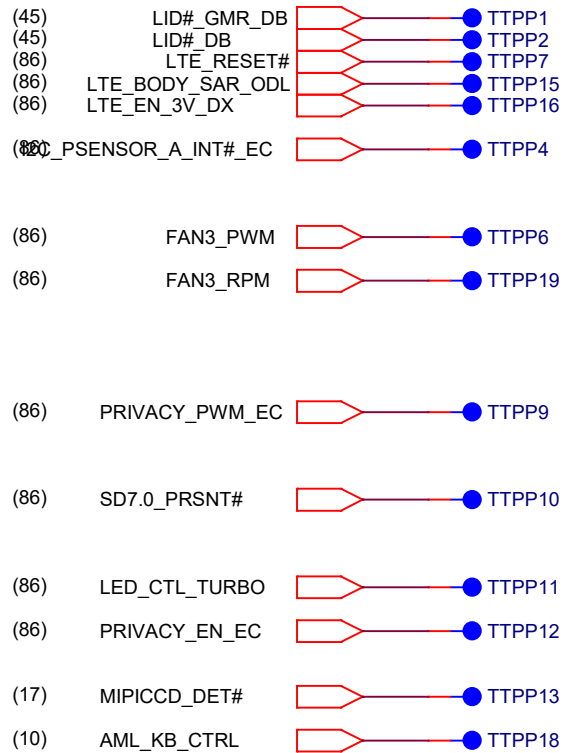 (45) LID#_GMR_DB TTPP1
(45) LID#_DB TTPP2
(86) LTE_RESET# TTPP7
(86) LTE_BODY_SAR_ODL TTPP15
(86) LTE_EN_3V_DX TTPP16
(86) I2C_PSENSOR_A_INT#_EC TTPP4
(86) FAN3_PWM TTPP6
(86) FAN3_RPM TTPP19
(86) PRIVACY_PWM_EC TTPP9
(86) SD7.0_PRSNT# TTPP10
(86) LED_CTL_TURBO TTPP11
(86) PRIVACY_EN_EC TTPP12
(17) MIPICCD_DET# TTPP13
(10) AML_KB_CTRL TTPP18